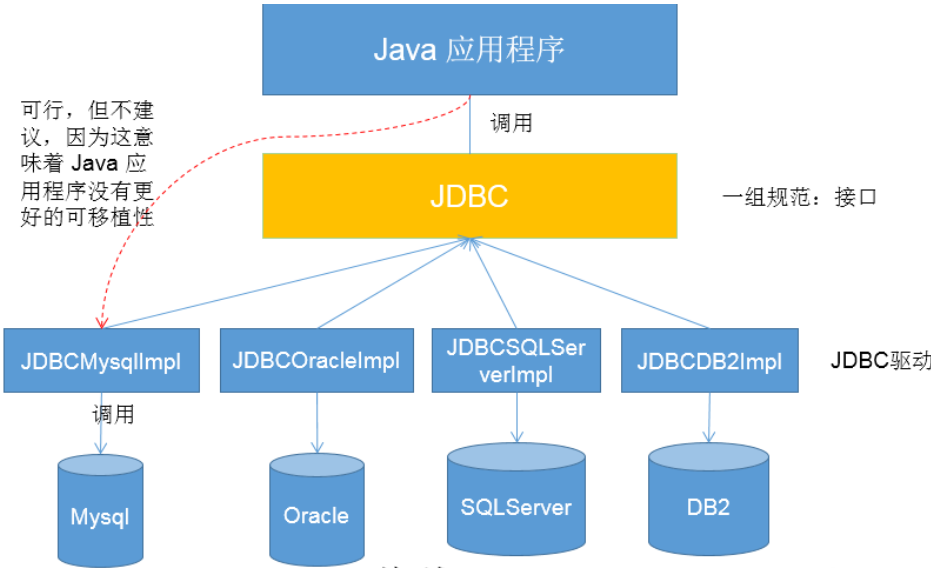 Java 应用程序
可行，但不建
议，因为这意
味着 Java 应
用程序没有更
好的可移植性
调用
JDBC
一组规范：接口
JDBCMysqlImpl
JDBCOracleImpl
JDBCSQLSer
verImpl
JDBCDB2Impl
JDBC驱动
调用
Mysql
Oracle
SQLServer
DB2